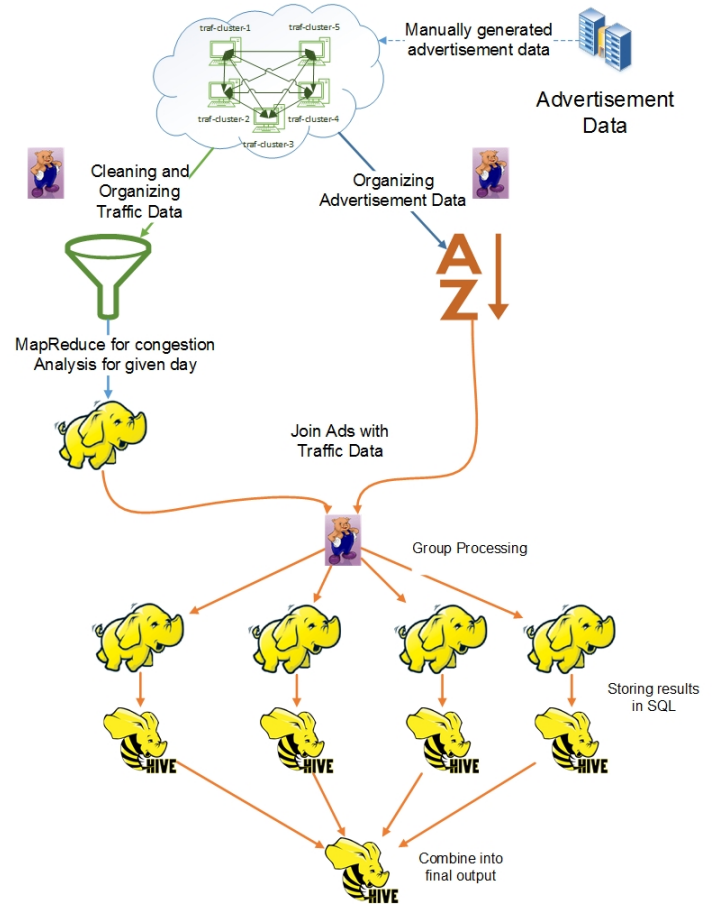 traf-cluster-1
traf-cluster-5
traf-cluster-2
traf-cluster-4
traf-cluster-3
Manually generated
advertisement data
Advertisement
Data
Cleaning and
Organizing
Traffic Data
Organizing
Advertisement Data
A
Z
MapReduce for congestion
Analysis for given day
Join Ads with
Traffic Data
Group Processing
Storing results
in SQL
HIVE
HIVE
HIVE
HIVE
Combine into
final output
HIVE